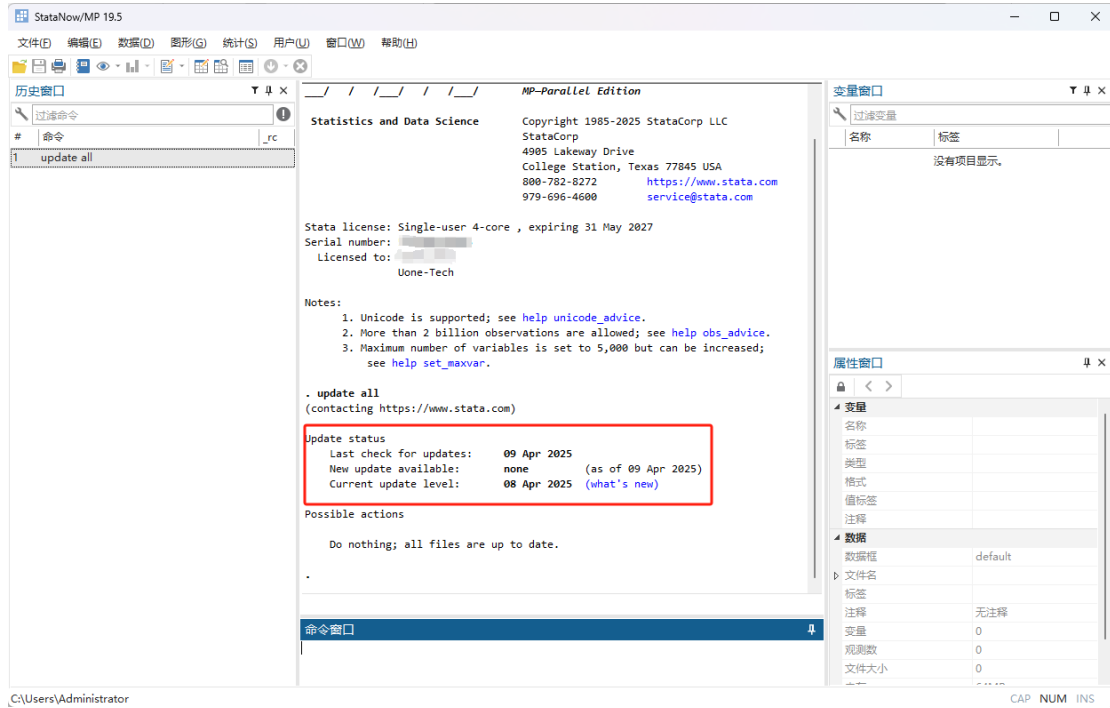 StataNow/MP 19.5
文件(F) 编辑(E) 数据(D) 图形(G) 统计(S) 用户(U) 窗口(W) 帮助(H)
历史窗口
过滤命令
# 命令 _rc
1 update all
___/ / /___/ / /___/ MP—Parallel Edition
Statistics and Data Science Copyright 1985-2025 StataCorp LLC
StataCorp
4905 Lakeway Drive
College Station, Texas 77845 USA
800-782-8272 https://www.stata.com
979-696-4600 service@stata.com
Stata license: Single-user 4-core , expiring 31 May 2027
Serial number:
Licensed to:
Uone-Tech
Notes:
1. Unicode is supported; see help unicode_advice.
2. More than 2 billion observations are allowed; see help obs_advice.
3. Maximum number of variables is set to 5,000 but can be increased;
see help set_maxvar.
. update all
(contacting https://www.stata.com)
Update status
Last check for updates: 09 Apr 2025
New update available: none (as of 09 Apr 2025)
Current update level: 08 Apr 2025 (what's new)
Possible actions
Do nothing; all files are up to date.
.
命令窗口
变量窗口
过滤变量
名称 标签
没有项目显示。
属性窗口
变量
名称
标签
类型
格式
值标签
注释
数据
数据框 default
文件名
标签
注释 无注释
变量 0
观测数 0
文件大小 0
C:\Users\Administrator
CAP NUM INS